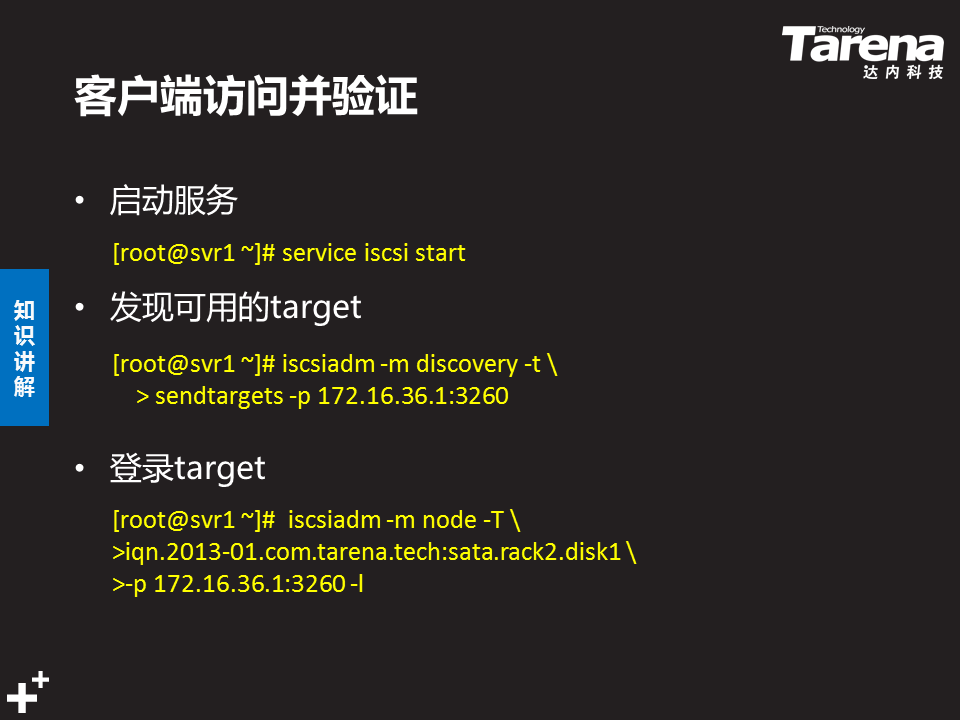 Technology
Tarena
达内科技
客户端访问并验证
• 启动服务
[root@svr1 ~]# service iscsi start
• 发现可用的target
[root@svr1 ~]# iscsiadm -m discovery -t \
> sendtargets -p 172.16.36.1:3260
• 登录target
[root@svr1 ~]#  iscsiadm -m node -T \
>iqn.2013-01.com.tarena.tech:sata.rack2.disk1 \
>-p 172.16.36.1:3260 -l
知识讲解